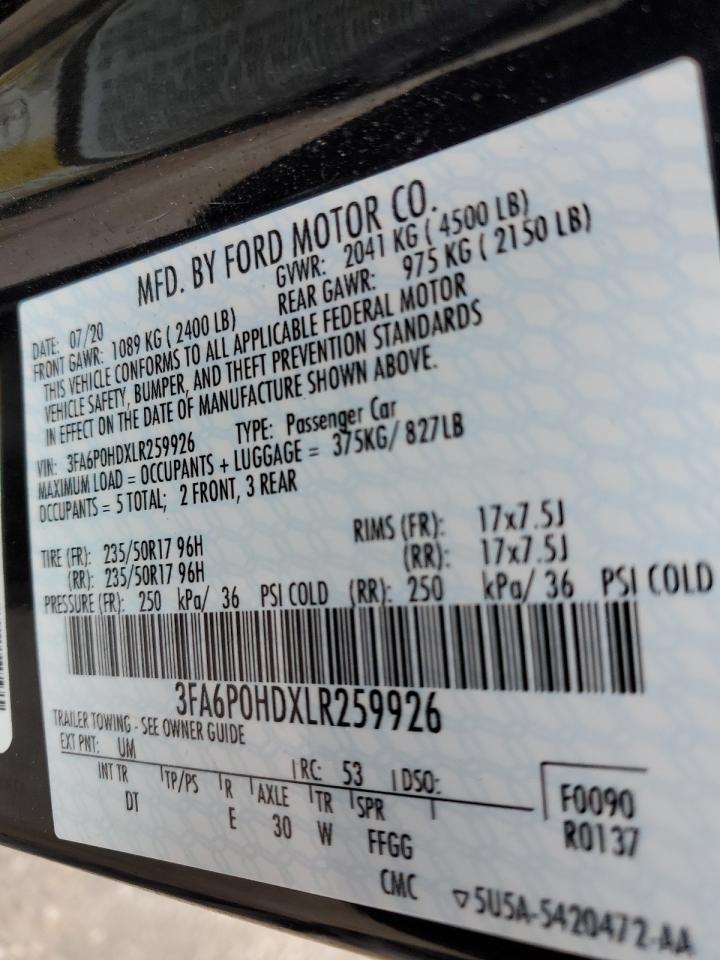 MFD. BY FORD MOTOR CO.
DATE: 07/20 GVWR: 2041 KG ( 4500 LB)
FRONT GAWR: 1089 KG ( 2400 LB) REAR GAWR: 975 KG ( 2150 LB)
THIS VEHICLE CONFORMS TO ALL APPLICABLE FEDERAL MOTOR
VEHICLE SAFETY, BUMPER, AND THEFT PREVENTION STANDARDS
IN EFFECT ON THE DATE OF MANUFACTURE SHOWN ABOVE.
VIN: 3FA6P0HDXLR259926 TYPE: Passenger Car
MAXIMUM LOAD = OCCUPANTS + LUGGAGE = 375KG/ 827LB
OCCUPANTS = 5 TOTAL; 2 FRONT, 3 REAR
TIRE (FR): 235/50R17 96H RIMS (FR): 17x7.5J
(RR): 235/50R17 96H (RR): 17x7.5J
PRESSURE (FR): 250 kPa/ 36 PSI COLD (RR): 250 kPa/ 36 PSI COLD
3FA6P0HDXLR259926
TRAILER TOWING - SEE OWNER GUIDE
EXT PNT: UM RC: 53 DSO:
INT TR TP/PS R AXLE TR SPR F0090
DT E 30 W FFGG R0137
CMC ▽5U5A-5420472-AA